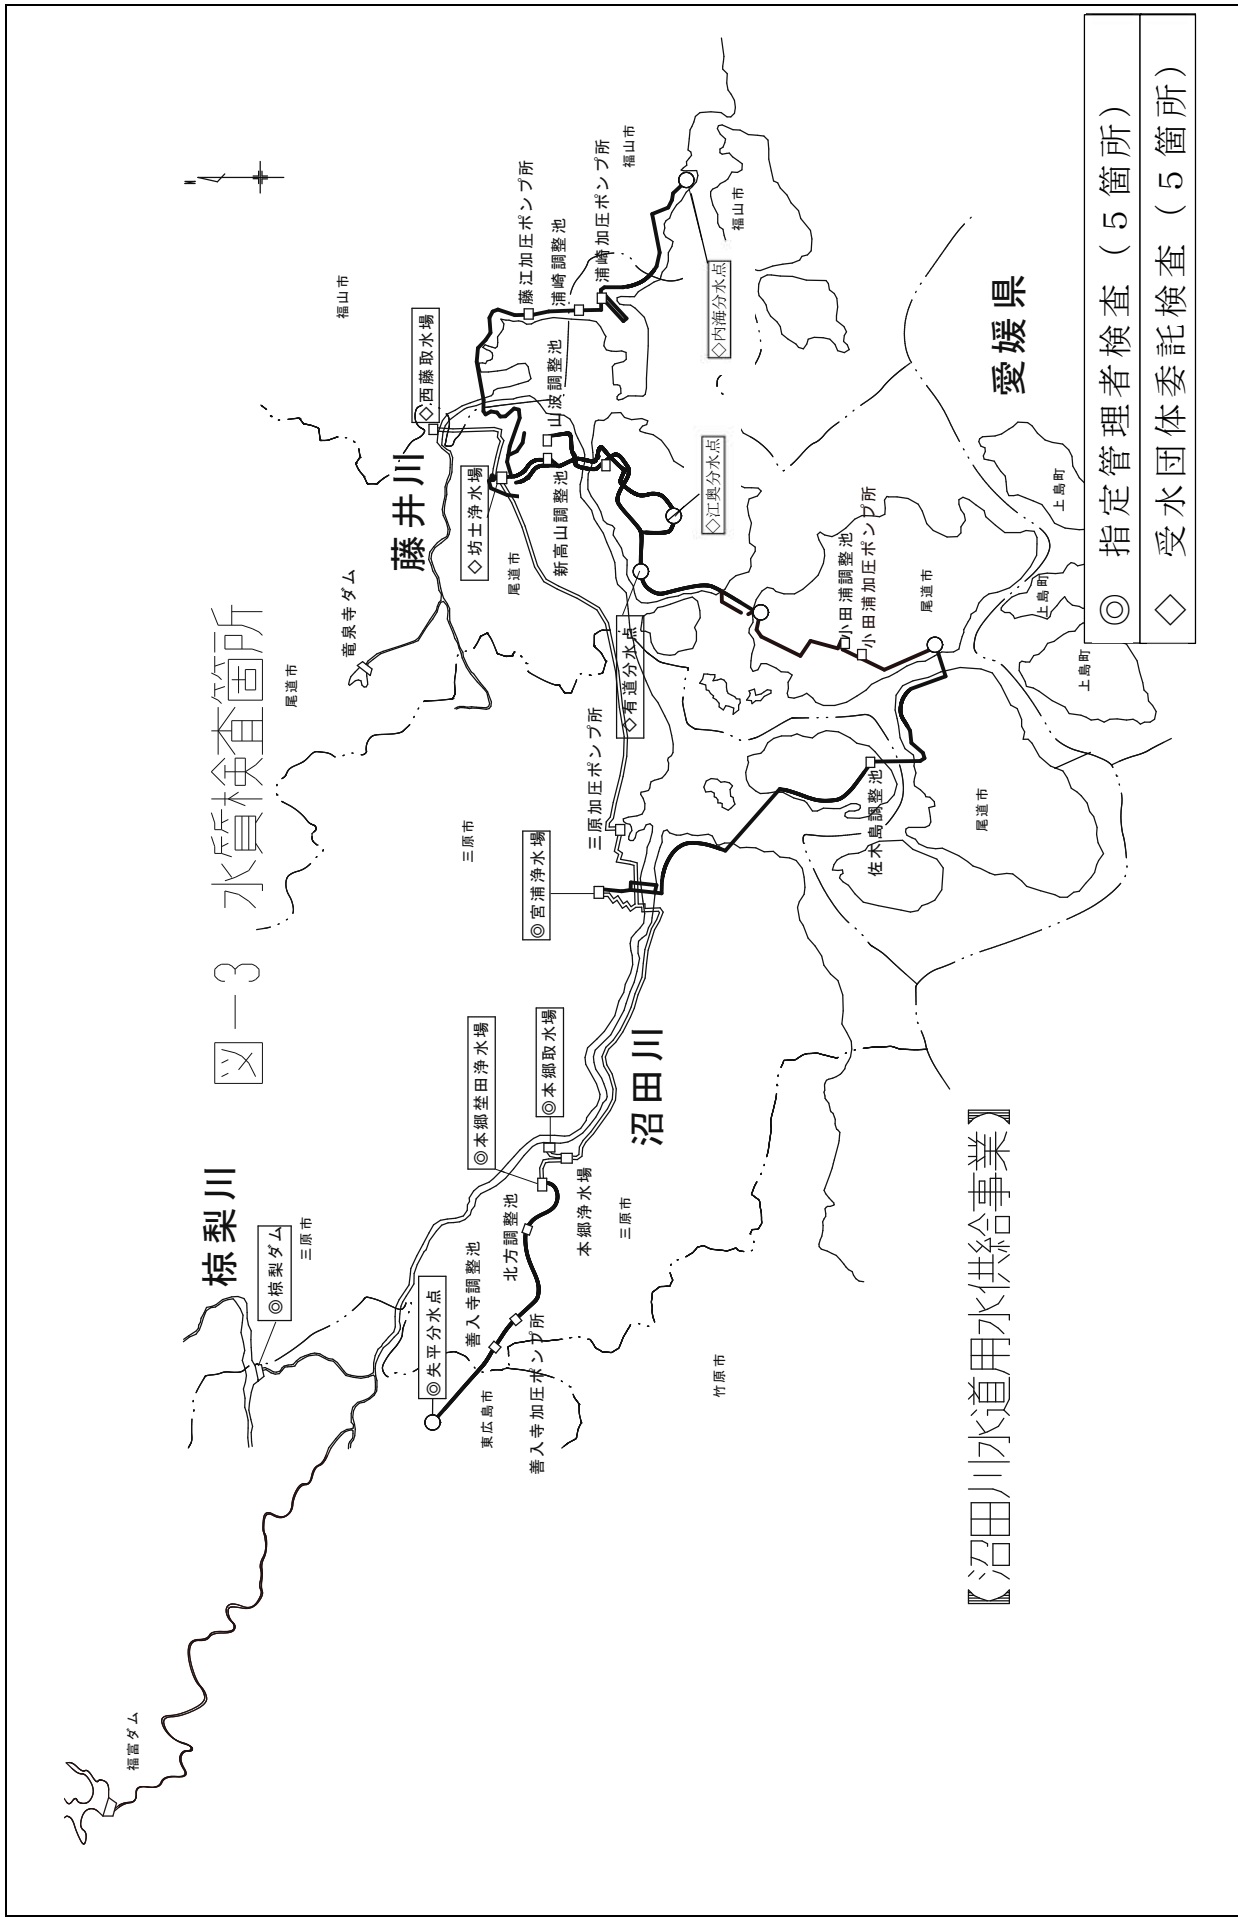 図―3 水質検査箇所
椋梨川
◎椋梨ダム
三原市
福富ダム
◎矢平分水点
東広島市
善入寺調整池
善入寺加圧ポンプ所
北方調整池
◎本郷埜田浄水場
◎本郷取水場
本郷浄水場
三原市
沼田川
竹原市
◎宮浦浄水場
三原加圧ポンプ所
三原市
尾道市
竜泉寺ダム
藤井川
◇西藤取水場
福山市
◇坊士浄水場
尾道市
新高山調整池
山波調整池
藤江加圧ポンプ所
浦崎調整池
浦崎加圧ポンプ所
福山市
福山市
◇内海分水点
◇江奥分水点
◇有道分水点
小田浦調整池
小田浦加圧ポンプ所
尾道市
佐木島調整池
尾道市
上島町
上島町
上島町
愛媛県
【沼田川水道用水供給事業】
◎ 指定管理者検査(5箇所)
◇ 受水団体委託検査(5箇所)
N